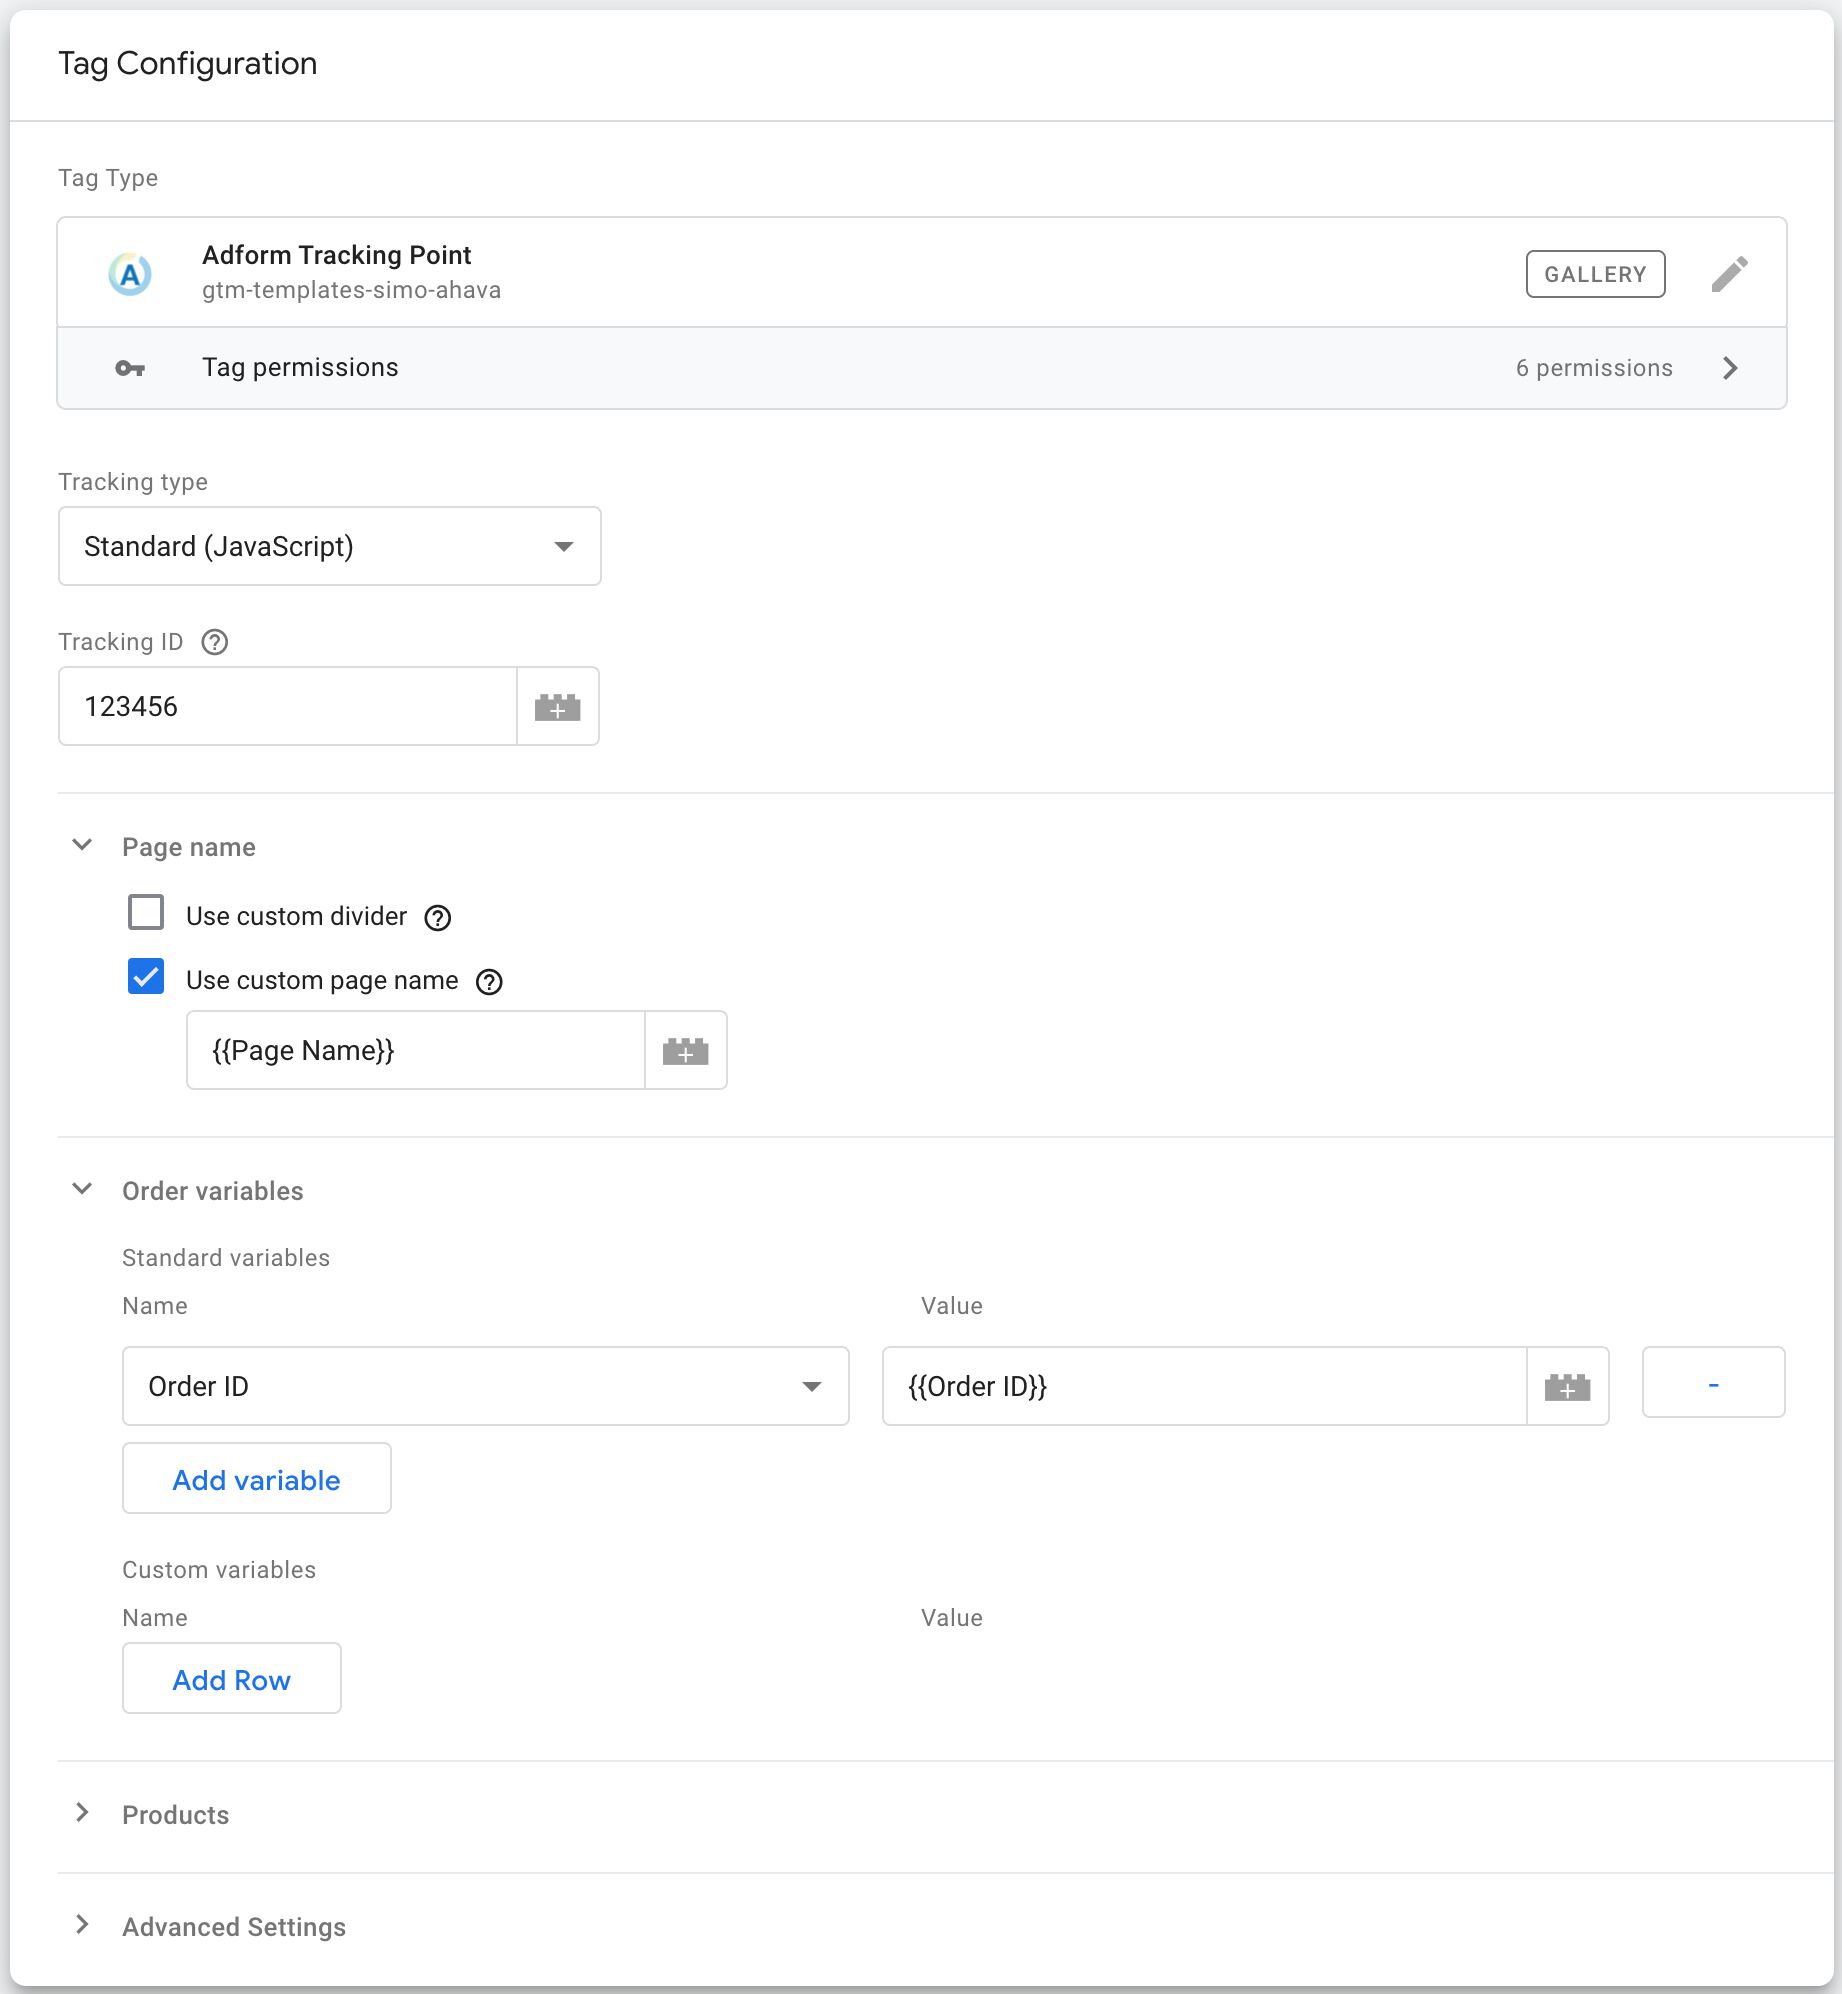 Tag Configuration
Tag Type
A
Adform Tracking Point
gtm-templates-simo-ahava
GALLERY
Tag permissions
6 permissions
Tracking type
Standard (JavaScript)
Tracking ID ?
123456
+
Page name
Use custom divider ?
Use custom page name ?
{{Page Name}}
+
Order variables
Standard variables
Name Value
Order ID {{Order ID}} + -
Add variable
Custom variables
Name Value
Add Row
Products
Advanced Settings